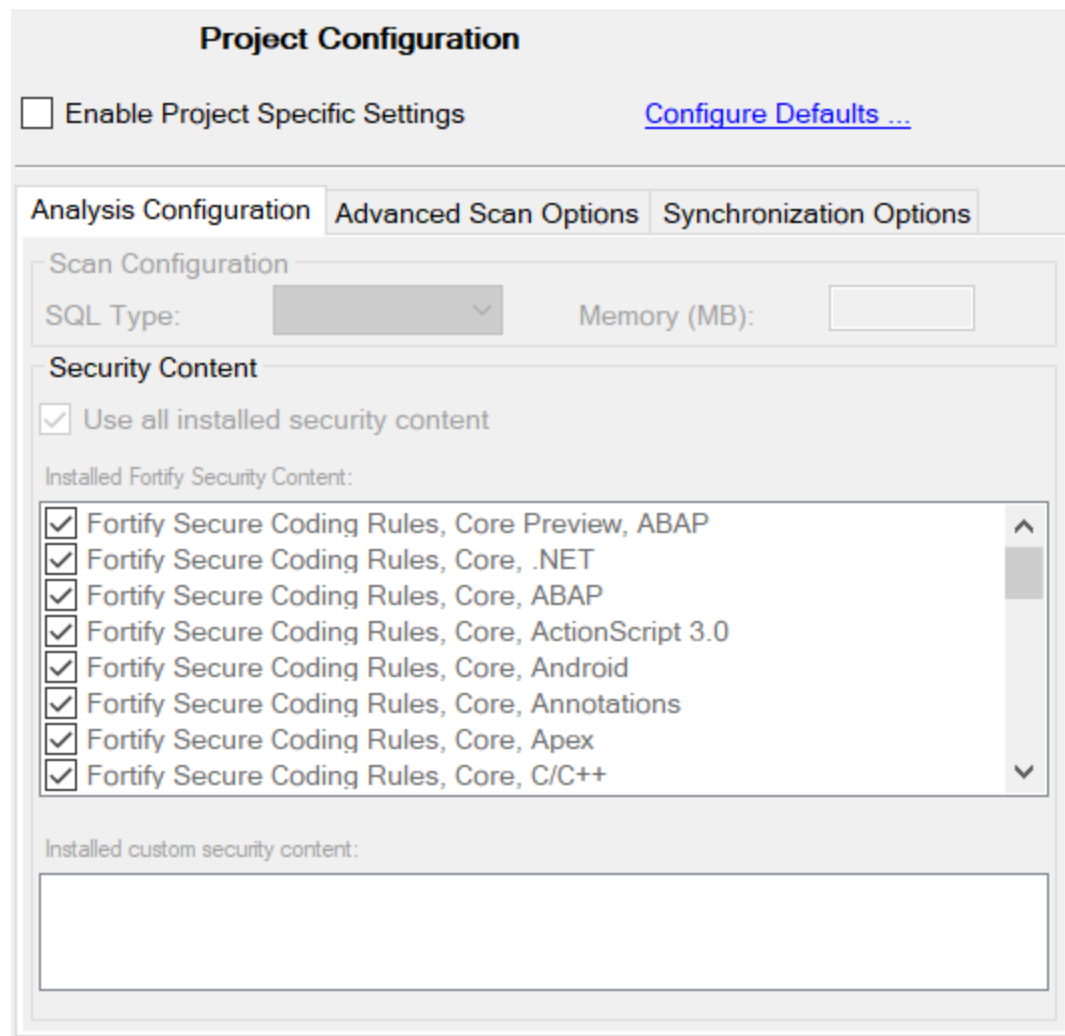 Project Configuration
Enable Project Specific Settings Configure Defaults ...
Analysis Configuration Advanced Scan Options Synchronization Options
Scan Configuration
SQL Type: Memory (MB):
Security Content
Use all installed security content
Installed Fortify Security Content:
Fortify Secure Coding Rules, Core Preview, ABAP
Fortify Secure Coding Rules, Core, .NET
Fortify Secure Coding Rules, Core, ABAP
Fortify Secure Coding Rules, Core, ActionScript 3.0
Fortify Secure Coding Rules, Core, Android
Fortify Secure Coding Rules, Core, Annotations
Fortify Secure Coding Rules, Core, Apex
Fortify Secure Coding Rules, Core, C/C++
Installed custom security content: